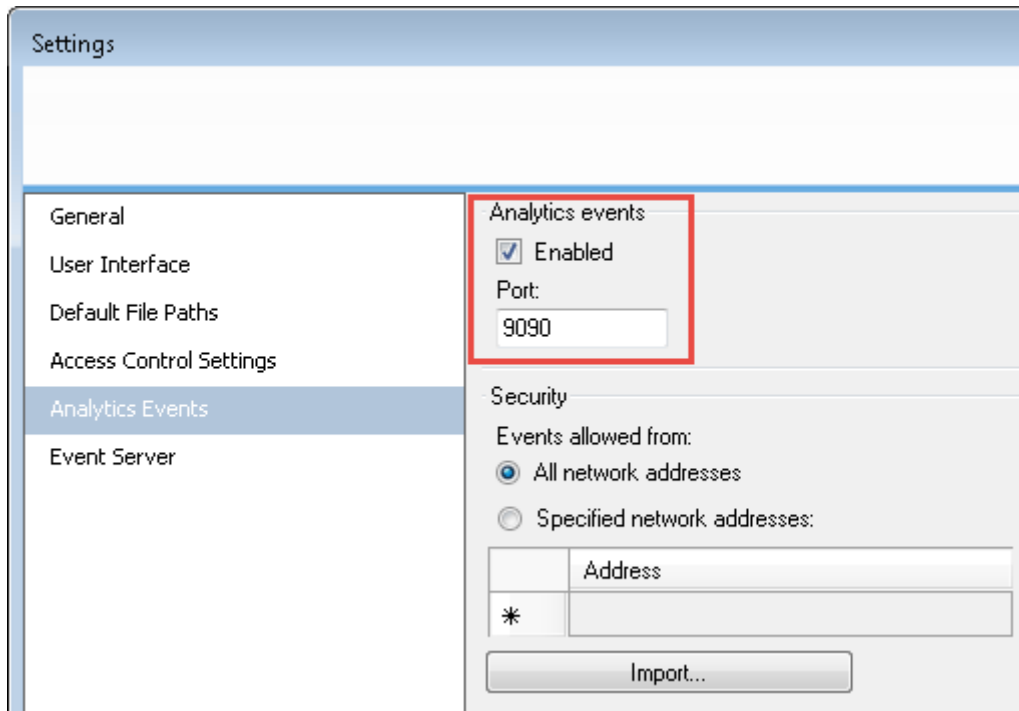 Settings
General
User Interface
Default File Paths
Access Control Settings
Analytics Events
Event Server
Analytics events
Enabled
Port:
9090
Security
Events allowed from:
All network addresses
Specified network addresses:
Address
Import...